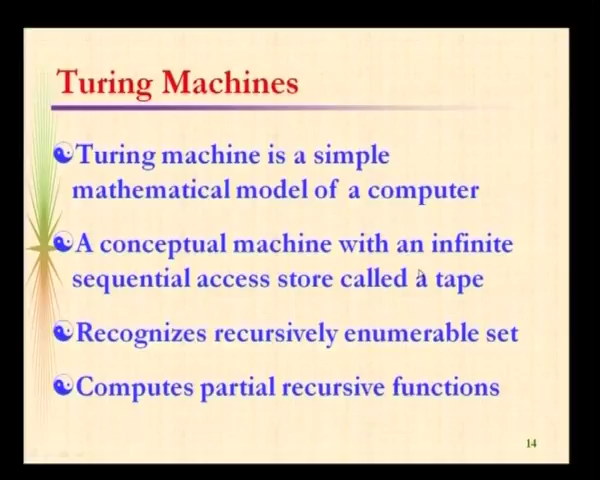 Turing Machines
☯Turing machine is a simple
mathematical model of a computer
☯A conceptual machine with an infinite
sequential access store called a tape
☯Recognizes recursively enumerable set
☯Computes partial recursive functions
14